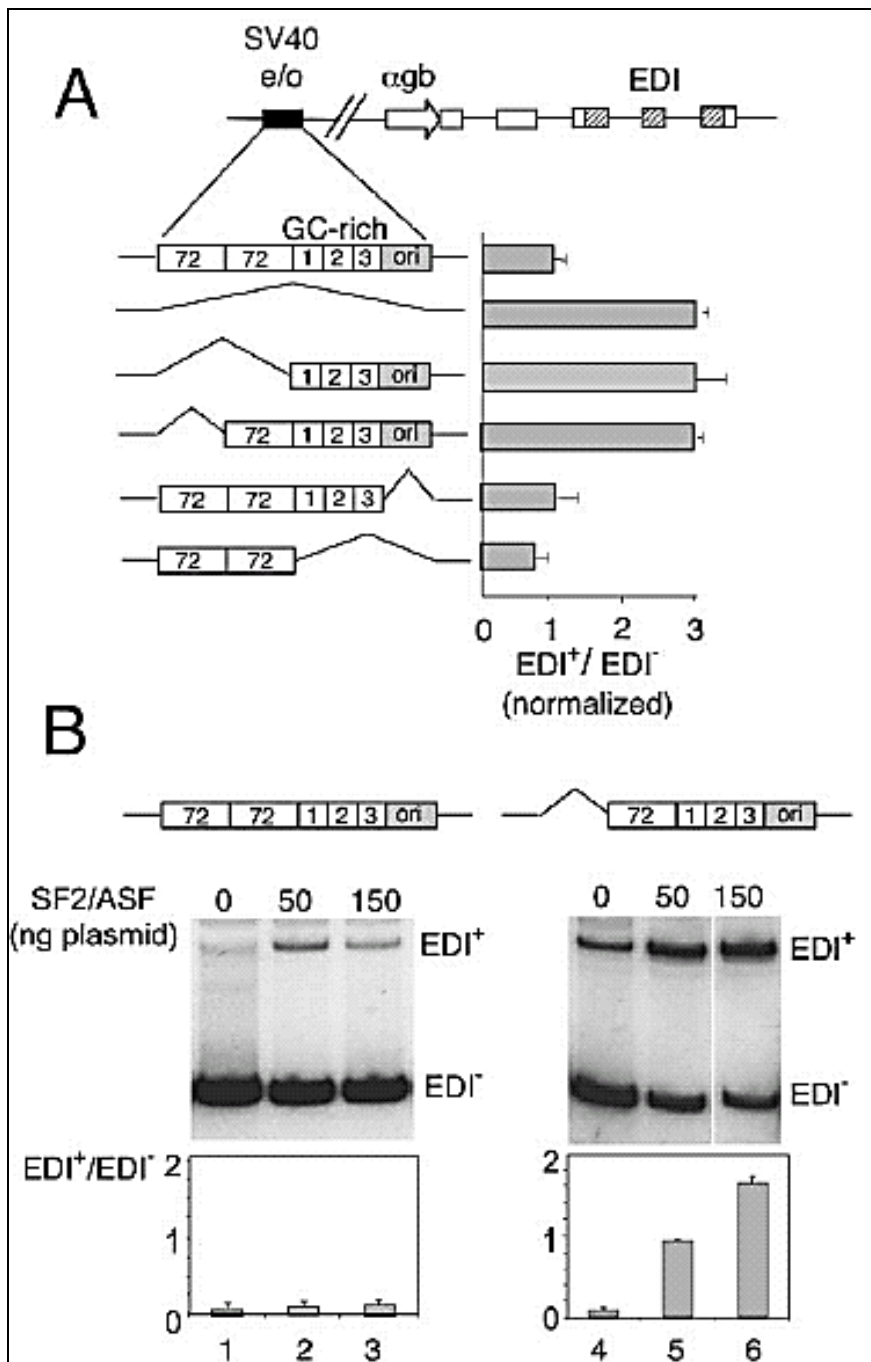 A
SV40
e/o
αgb
EDI
GC-rich
72 72 1 2 3 ori
1 2 3 ori
72 1 2 3 ori
72 72 1 2 3
72 72
0 1 2 3
EDI⁺/ EDI⁻
(normalized)
B
72 72 1 2 3 ori
72 1 2 3 ori
SF2/ASF
(ng plasmid)
0 50 150
EDI⁺
EDI⁻
0 50 150
EDI⁺
EDI⁻
EDI⁺/EDI⁻
2
1
0
1 2 3
2
1
0
4 5 6